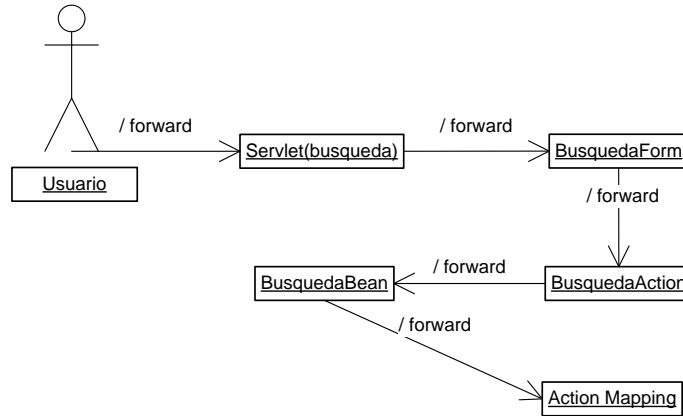 / forward
/ forward
Servlet(busqueda)
BusquedaForm
Usuario
/ forward
/ forward
BusquedaBean
BusquedaAction
/ forward
Action Mapping